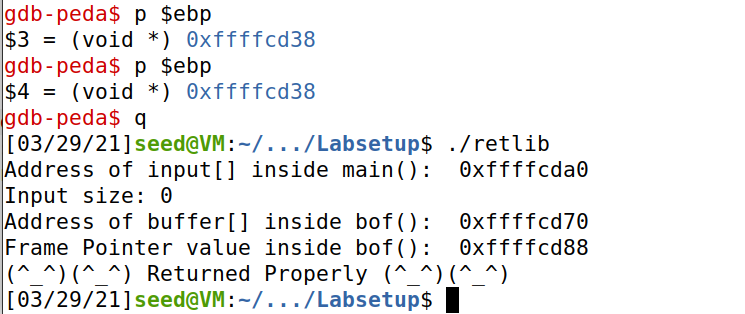 gdb-peda$ p $ebp
$3 = (void *) 0xffffcd38
gdb-peda$ p $ebp
$4 = (void *) 0xffffcd38
gdb-peda$ q
[03/29/21]seed@VM:~/.../Labsetup$ ./retlib
Address of input[] inside main():  0xffffcda0
Input size: 0
Address of buffer[] inside bof():  0xffffcd70
Frame Pointer value inside bof():  0xffffcd88
(^_^)(^_^) Returned Properly (^_^)(^_^)
[03/29/21]seed@VM:~/.../Labsetup$